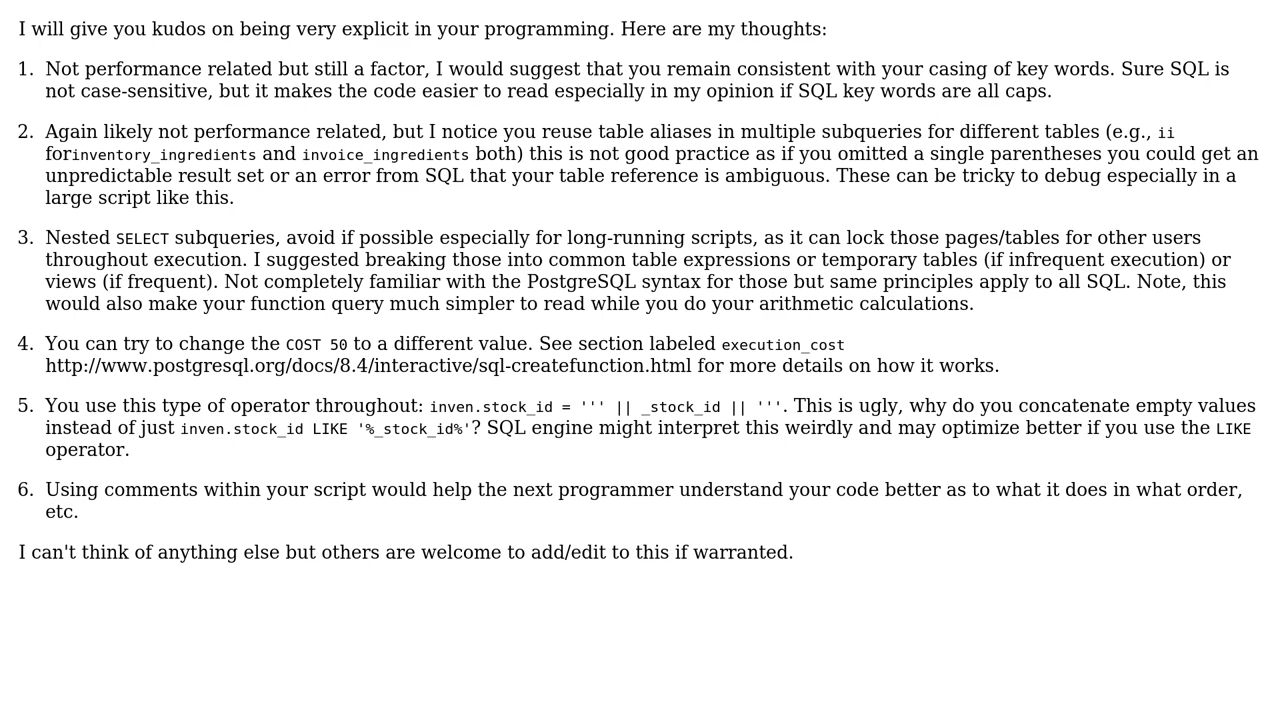 I will give you kudos on being very explicit in your programming. Here are my thoughts:
1. Not performance related but still a factor, I would suggest that you remain consistent with your casing of key words. Sure SQL is
not case-sensitive, but it makes the code easier to read especially in my opinion if SQL key words are all caps.
2. Again likely not performance related, but I notice you reuse table aliases in multiple subqueries for different tables (e.g., ii
forinventory_ingredients and invoice_ingredients both) this is not good practice as if you omitted a single parentheses you could get an
unpredictable result set or an error from SQL that your table reference is ambiguous. These can be tricky to debug especially in a
large script like this.
3. Nested SELECT subqueries, avoid if possible especially for long-running scripts, as it can lock those pages/tables for other users
throughout execution. I suggested breaking those into common table expressions or temporary tables (if infrequent execution) or
views (if frequent). Not completely familiar with the PostgreSQL syntax for those but same principles apply to all SQL. Note, this
would also make your function query much simpler to read while you do your arithmetic calculations.
4. You can try to change the COST 50 to a different value. See section labeled execution_cost
http://www.postgresql.org/docs/8.4/interactive/sql-createfunction.html for more details on how it works.
5. You use this type of operator throughout: inven.stock_id = ''' || _stock_id || '''. This is ugly, why do you concatenate empty values
instead of just inven.stock_id LIKE '%_stock_id%'? SQL engine might interpret this weirdly and may optimize better if you use the LIKE
operator.
6. Using comments within your script would help the next programmer understand your code better as to what it does in what order,
etc.
I can't think of anything else but others are welcome to add/edit to this if warranted.